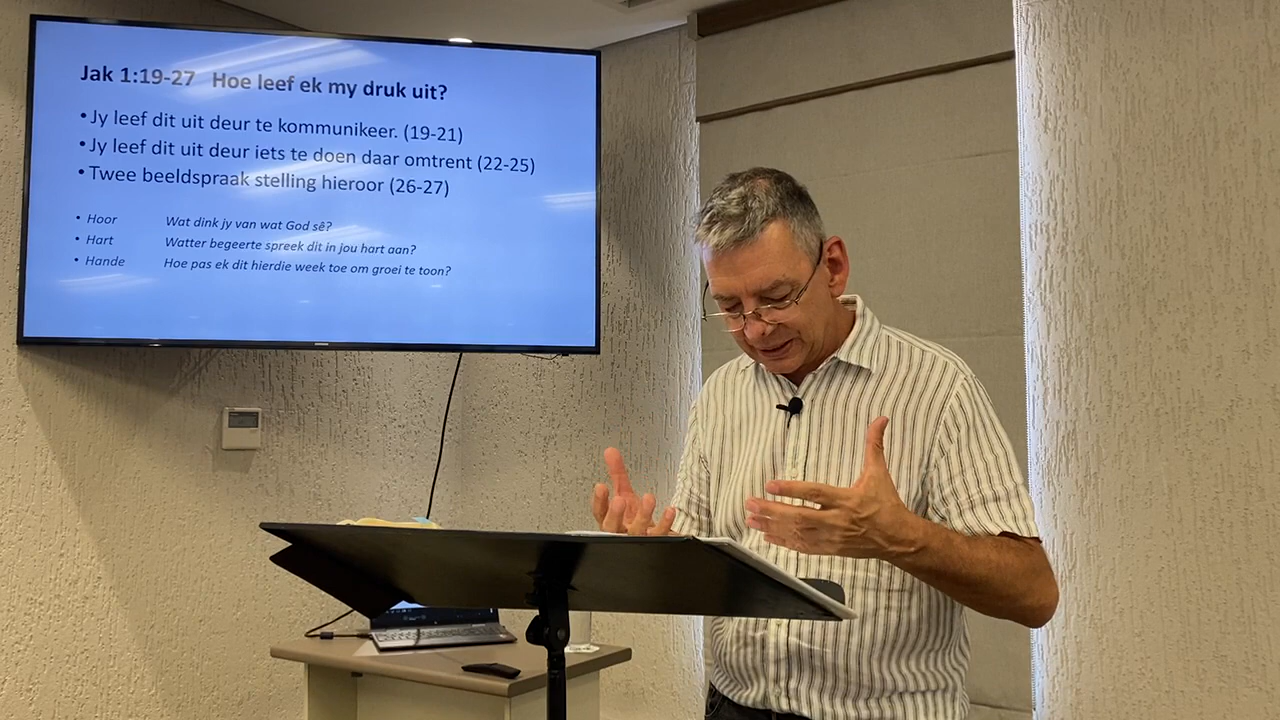 Jak 1:19-27 Hoe leef ek my druk uit?
• Jy leef dit uit deur te kommunikeer. (19-21)
• Jy leef dit uit deur iets te doen daar omtrent (22-25)
• Twee beeldspraak stelling hieroor (26-27)
• Hoor Wat dink jy van wat God sê?
• Hart Watter begeerte spreek dit in jou hart aan?
• Hande Hoe pas ek dit hierdie week toe om groei te toon?